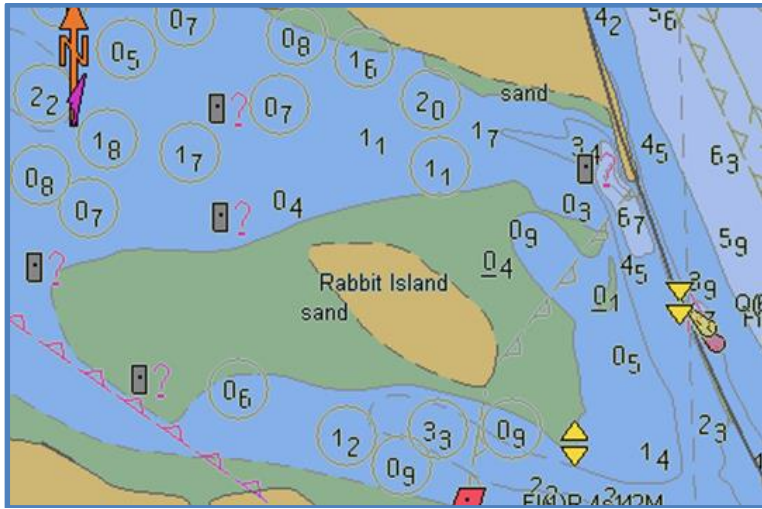 4₂ 5₆
0₇
N 0₅ 0₈ 1₆
2₂ ? 0₇ 2₀ sand
1₈ 1₇ 1₁ 1₇ 3₄ 4₅ 6₃
0₈ 1₁ ?
0₇ ? 0₄ 0₃ 6₇
0₉ 5₉
? 0₄ 4₅
Rabbit Island 3₉
sand 0₁
0₅
? 0₆
1₂ 3₃ 0₉ 2₃
0₉ 1₄